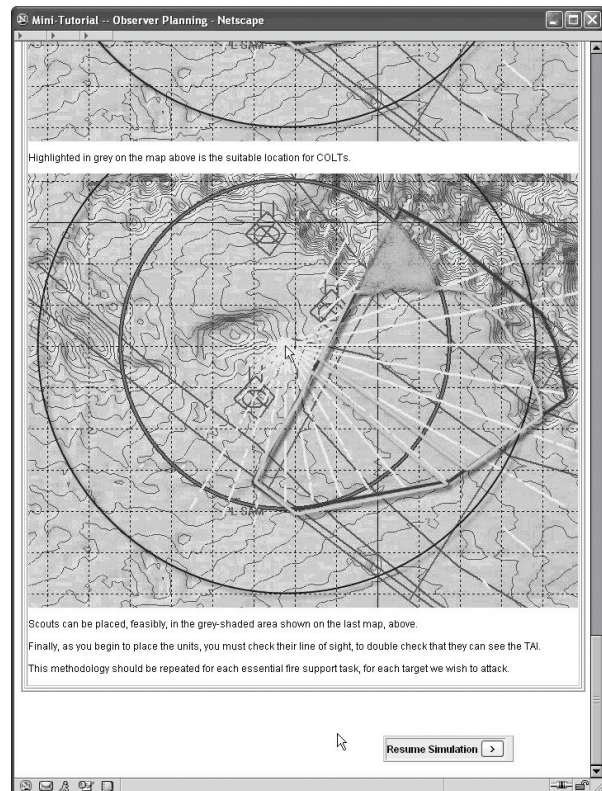 Mini-Tutorial -- Observer Planning - Netscape
Highlighted in grey on the map above is the suitable location for COLTs.
Scouts can be placed, feasibly, in the grey-shaded area shown on the last map, above.
Finally, as you begin to place the units, you must check their line of sight, to double check that they can see the TAI.
This methodology should be repeated for each essential fire support task, for each target we wish to attack.
Resume Simulation >